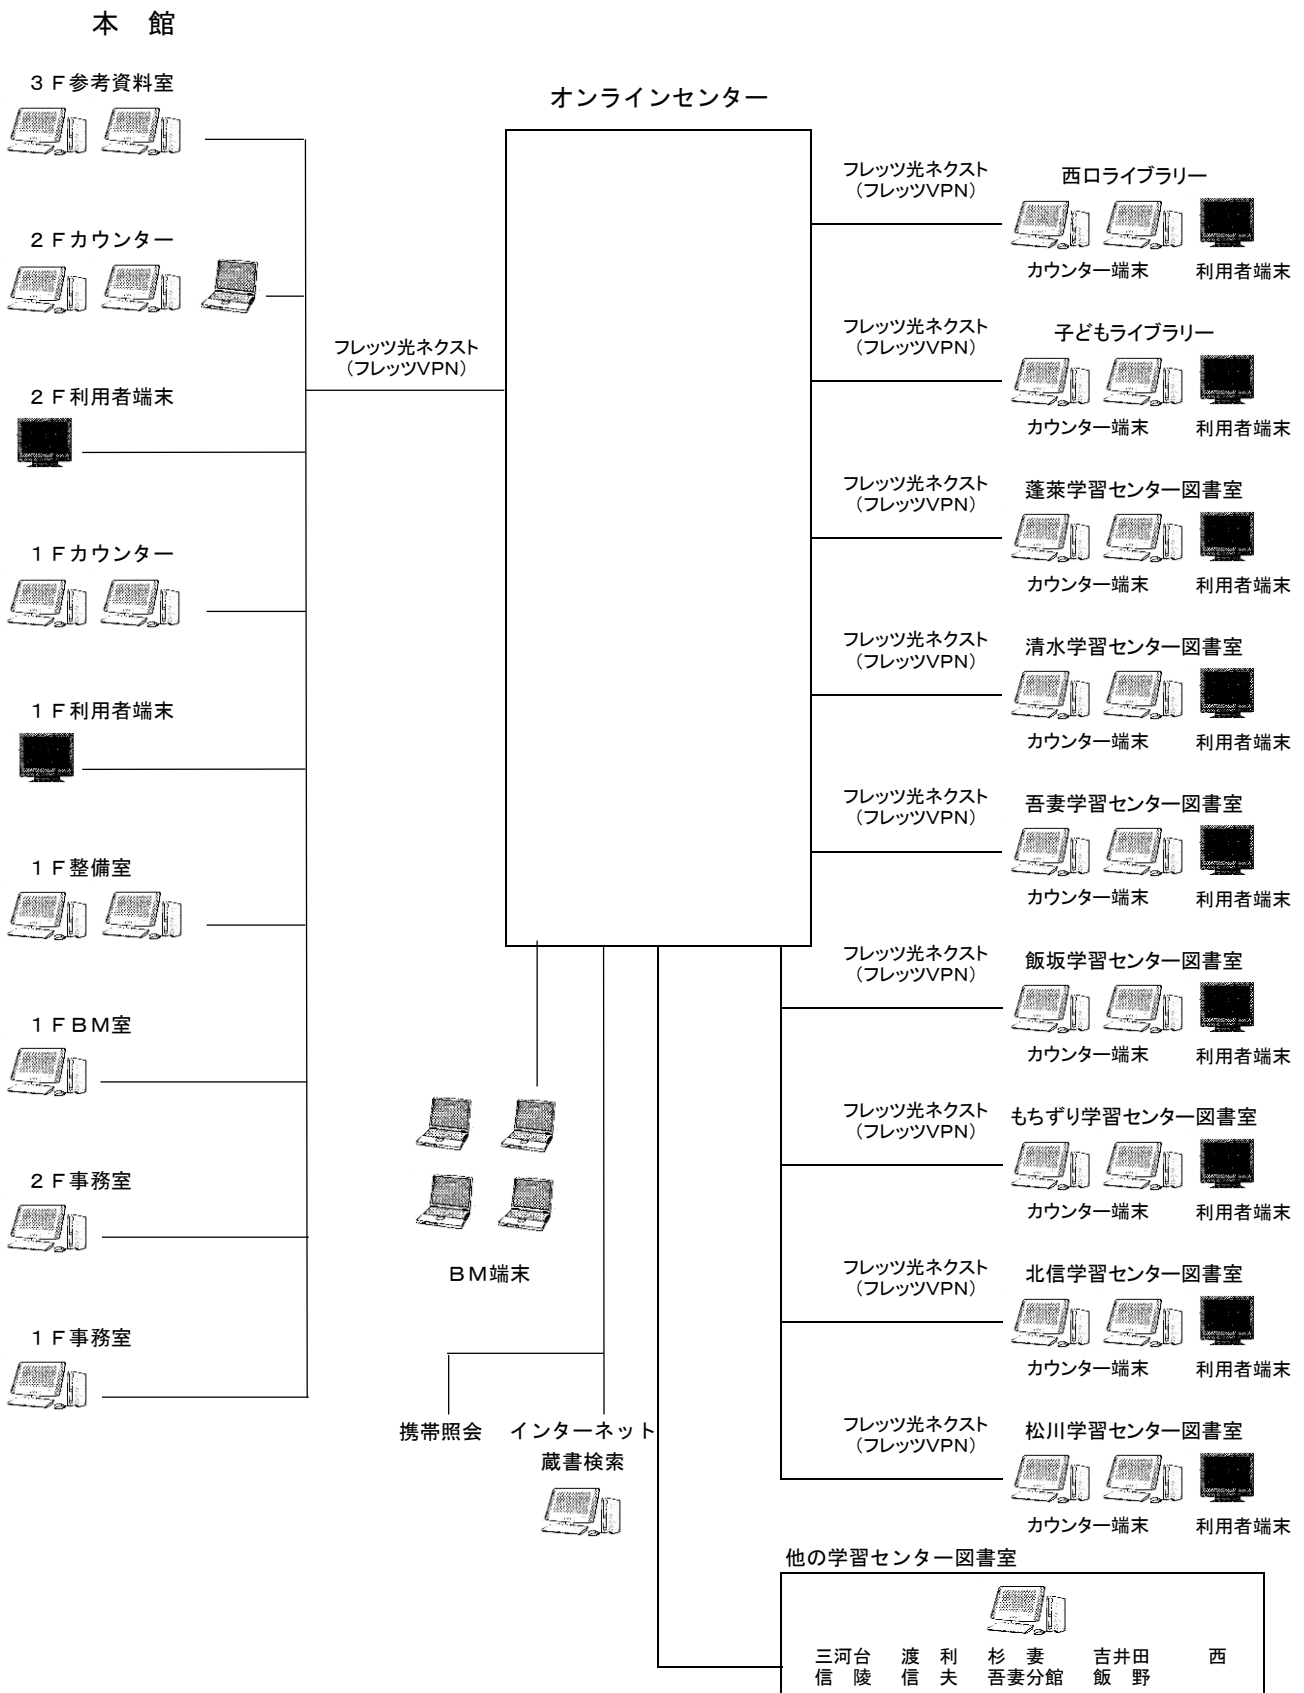 本　館
３Ｆ参考資料室
２Ｆカウンター
２Ｆ利用者端末
１Ｆカウンター
１Ｆ利用者端末
１Ｆ整備室
１ＦＢＭ室
２Ｆ事務室
１Ｆ事務室
フレッツ光ネクスト
（フレッツVPN）
オンラインセンター
ＢＭ端末
携帯照会
インターネット
蔵書検索
フレッツ光ネクスト
（フレッツVPN）
西口ライブラリー
カウンター端末　利用者端末
フレッツ光ネクスト
（フレッツVPN）
子どもライブラリー
カウンター端末　利用者端末
フレッツ光ネクスト
（フレッツVPN）
蓬萊学習センター図書室
カウンター端末　利用者端末
フレッツ光ネクスト
（フレッツVPN）
清水学習センター図書室
カウンター端末　利用者端末
フレッツ光ネクスト
（フレッツVPN）
吾妻学習センター図書室
カウンター端末　利用者端末
フレッツ光ネクスト
（フレッツVPN）
飯坂学習センター図書室
カウンター端末　利用者端末
フレッツ光ネクスト
（フレッツVPN）
もちずり学習センター図書室
カウンター端末　利用者端末
フレッツ光ネクスト
（フレッツVPN）
北信学習センター図書室
カウンター端末　利用者端末
フレッツ光ネクスト
（フレッツVPN）
松川学習センター図書室
カウンター端末　利用者端末
他の学習センター図書室
三河台　渡　利　杉　妻　吉井田　西
信　陵　信　夫　吾妻分館　飯　野